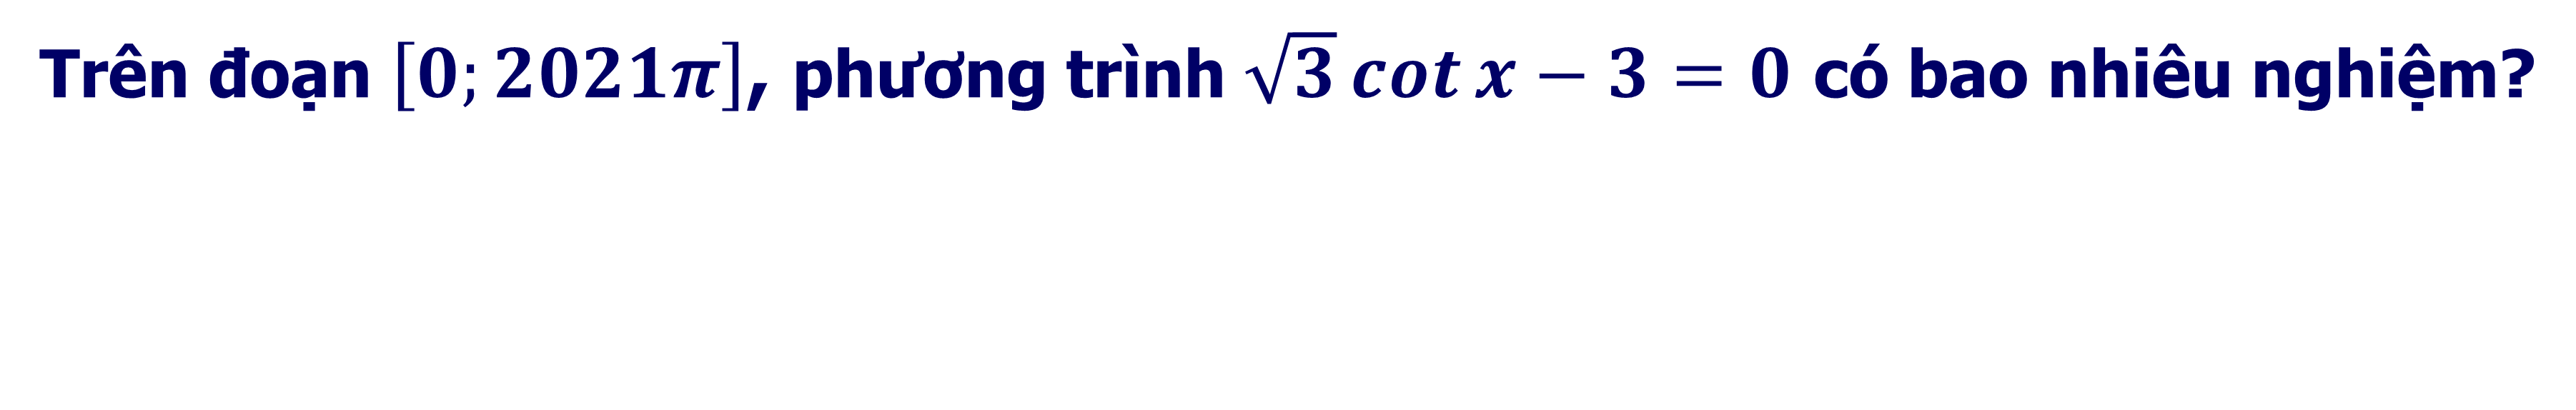 Trên đoạn [0; 2021π], phương trình √3 cot x − 3 = 0 có bao nhiêu nghiệm?